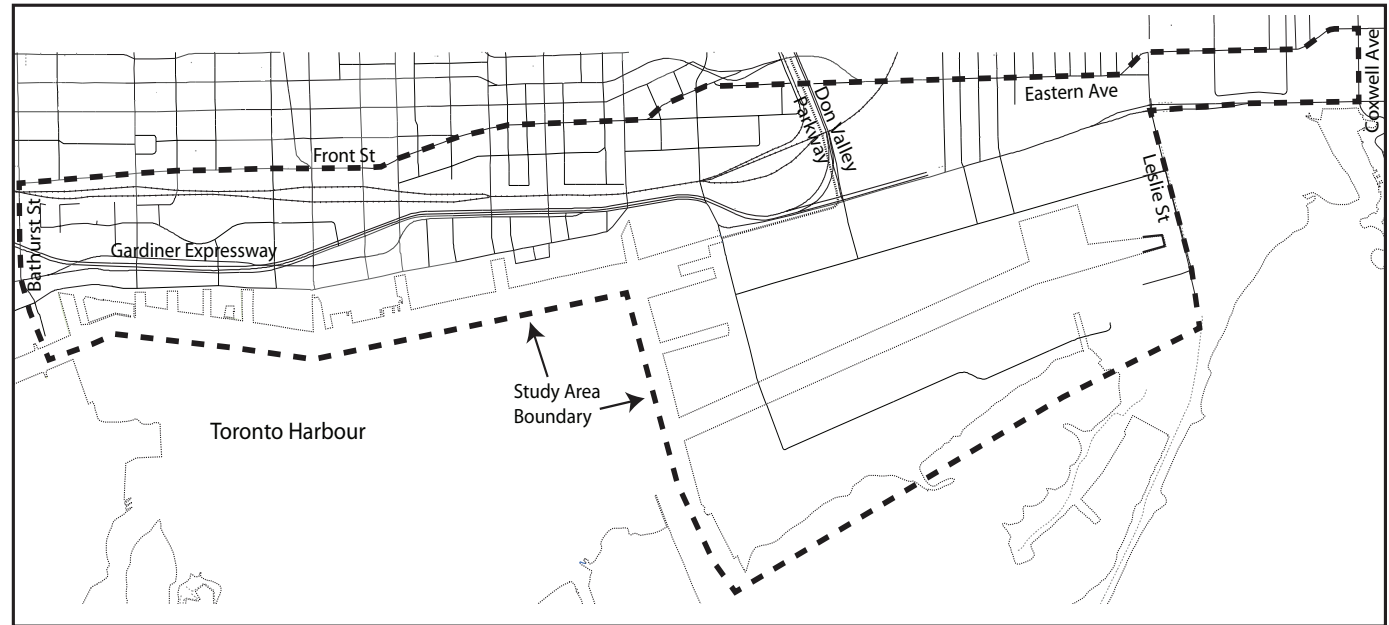 Coxwell Ave
Eastern Ave
Don Valley
Parkway
Front St
Leslie St
Bathurst St
Gardiner Expressway
Study Area
Boundary
Toronto Harbour